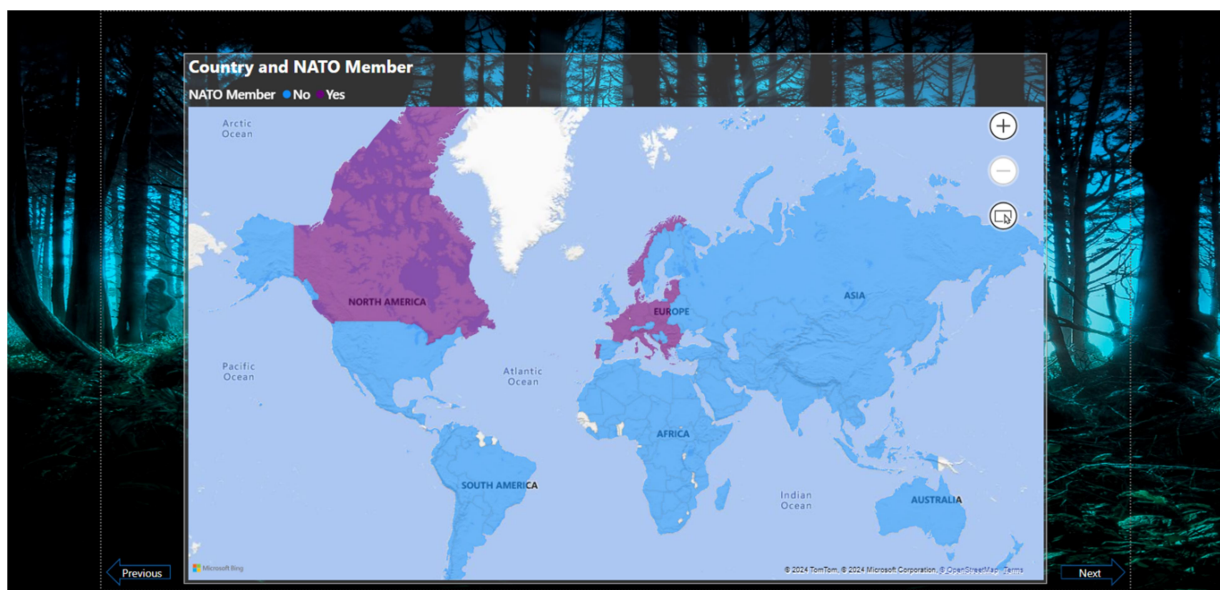 Country and NATO Member
NATO Member No Yes
Arctic
Ocean
NORTH AMERICA
EUROPE
ASIA
Pacific
Ocean
Atlantic
Ocean
AFRICA
SOUTH AMERICA
Indian
Ocean
AUSTRALIA
Microsoft Bing
© 2024 TomTom, © 2024 Microsoft Corporation, © OpenStreetMap Terms
Previous
Next